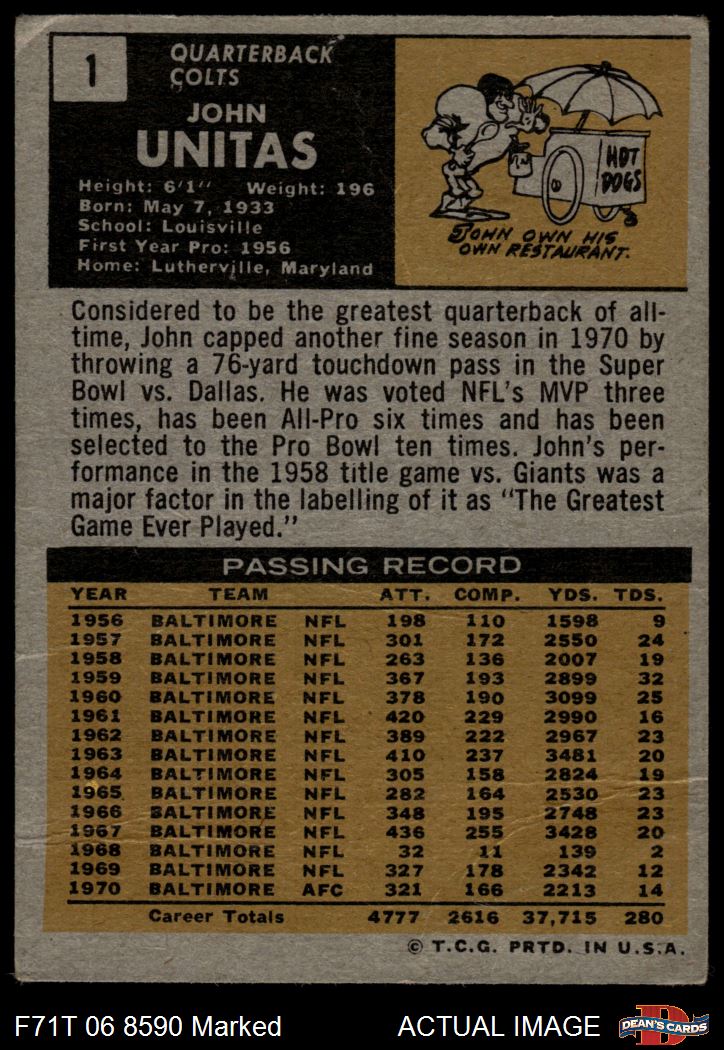 1
QUARTERBACK
COLTS
JOHN
UNITAS
Height: 6'1" Weight: 196
Born: May 7, 1933
School: Louisville
First Year Pro: 1956
Home: Lutherville, Maryland
HOT
DOGS
JOHN OWN HIS
OWN RESTAURANT.
Considered to be the greatest quarterback of all-
time, John capped another fine season in 1970 by
throwing a 76-yard touchdown pass in the Super
Bowl vs. Dallas. He was voted NFL's MVP three
times, has been All-Pro six times and has been
selected to the Pro Bowl ten times. John's per-
formance in the 1958 title game vs. Giants was a
major factor in the labelling of it as "The Greatest
Game Ever Played."
PASSING RECORD
YEAR TEAM ATT. COMP. YDS. TDS.
1956 BALTIMORE NFL 198 110 1598 9
1957 BALTIMORE NFL 301 172 2550 24
1958 BALTIMORE NFL 263 136 2007 19
1959 BALTIMORE NFL 367 193 2899 32
1960 BALTIMORE NFL 378 190 3099 25
1961 BALTIMORE NFL 420 229 2990 16
1962 BALTIMORE NFL 389 222 2967 23
1963 BALTIMORE NFL 410 237 3481 20
1964 BALTIMORE NFL 305 158 2824 19
1965 BALTIMORE NFL 282 164 2530 23
1966 BALTIMORE NFL 348 195 2748 23
1967 BALTIMORE NFL 436 255 3428 20
1968 BALTIMORE NFL 32 11 139 2
1969 BALTIMORE NFL 327 178 2342 12
1970 BALTIMORE AFC 321 166 2213 14
Career Totals 4777 2616 37,715 280
© T.C.G. PRTD. IN U.S.A.
F71T 06 8590 Marked ACTUAL IMAGE
D
DEAN'S CARDS